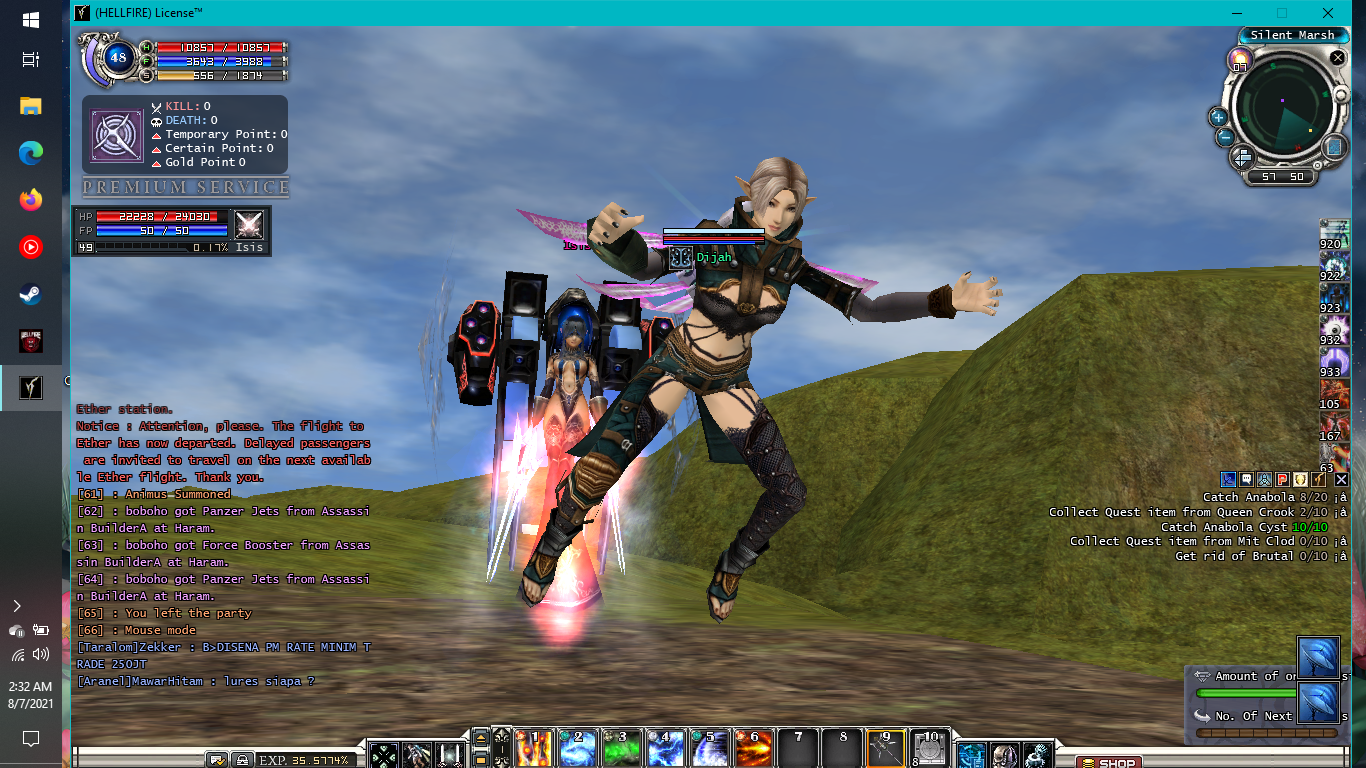 (HELLFIRE) License™
48
H 10857 / 10857
F 3643 / 3988
S 556 / 1874
KILL: 0
DEATH: 0
Temporary Point: 0
Certain Point: 0
Gold Point 0
PREMIUM SERVICE
HP 22228 / 24030
FP 50 / 50
49 0.17% Isis
Silent Marsh
07
57 50
Isis
Dijah
920
922
923
932
933
105
167
63
Catch Anabola 8/20 ¡å
Collect Quest item from Queen Crook 2/10 ¡å
Catch Anabola Cyst 10/10
Collect Quest item from Mit Clod 0/10 ¡å
Get rid of Brutal 0/10 ¡å
Ether station.
Notice : Attention, please. The flight to
Ether has now departed. Delayed passengers
are invited to travel on the next availab
le Ether flight. Thank you.
[61] : Animus Summoned
[62] : boboho got Panzer Jets from Assassi
n BuilderA at Haram.
[63] : boboho got Force Booster from Assas
sin BuilderA at Haram.
[64] : boboho got Panzer Jets from Assassi
n BuilderA at Haram.
[65] : You left the party
[66] : Mouse mode
[Taralom]Zekker : B>DISENA PM RATE MINIM T
RADE 250JT
[Aranel]MawarHitam : lures siapa ?
Amount of
No. Of Next
EXP. 35.5774%
1 2 3 4 5 6 7 8 9 10
8
SHOP
HELLFIRE
2:32 AM
8/7/2021